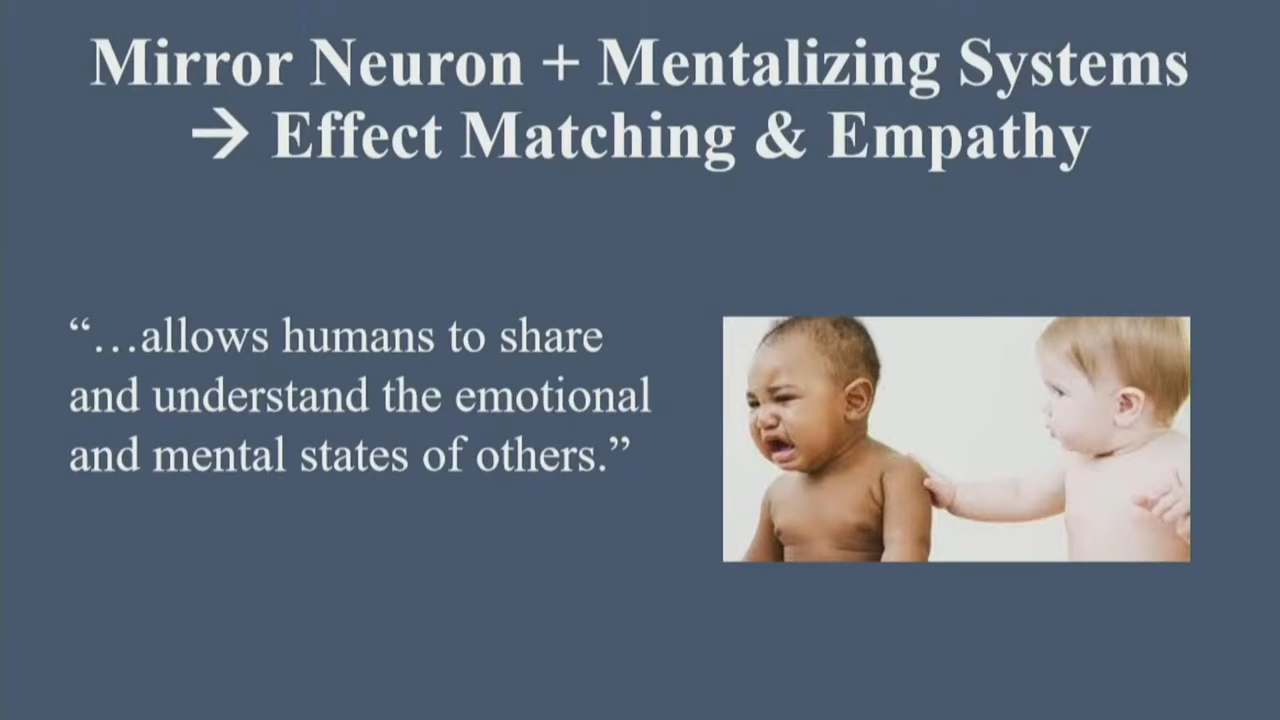 Mirror Neuron + Mentalizing Systems
→ Effect Matching & Empathy
“…allows humans to share
and understand the emotional
and mental states of others.”